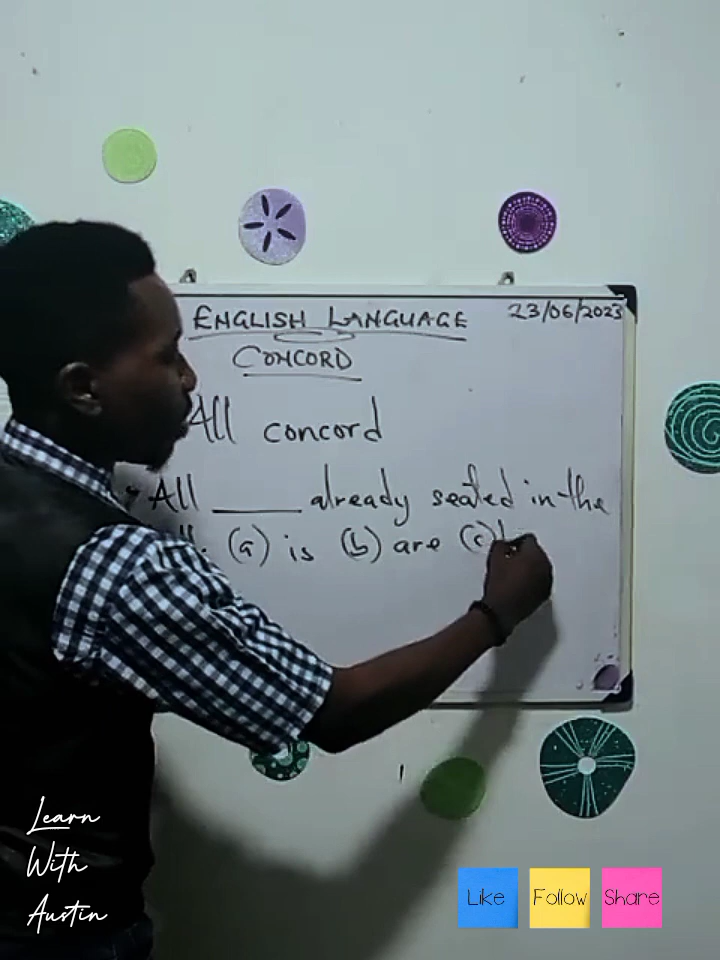 ENGLISH LANGUAGE
23/06/2023
CONCORD
All concord
All ______ already seated in the
(a) is (b) are (c)
Learn
With
Austin
Like
Follow
Share